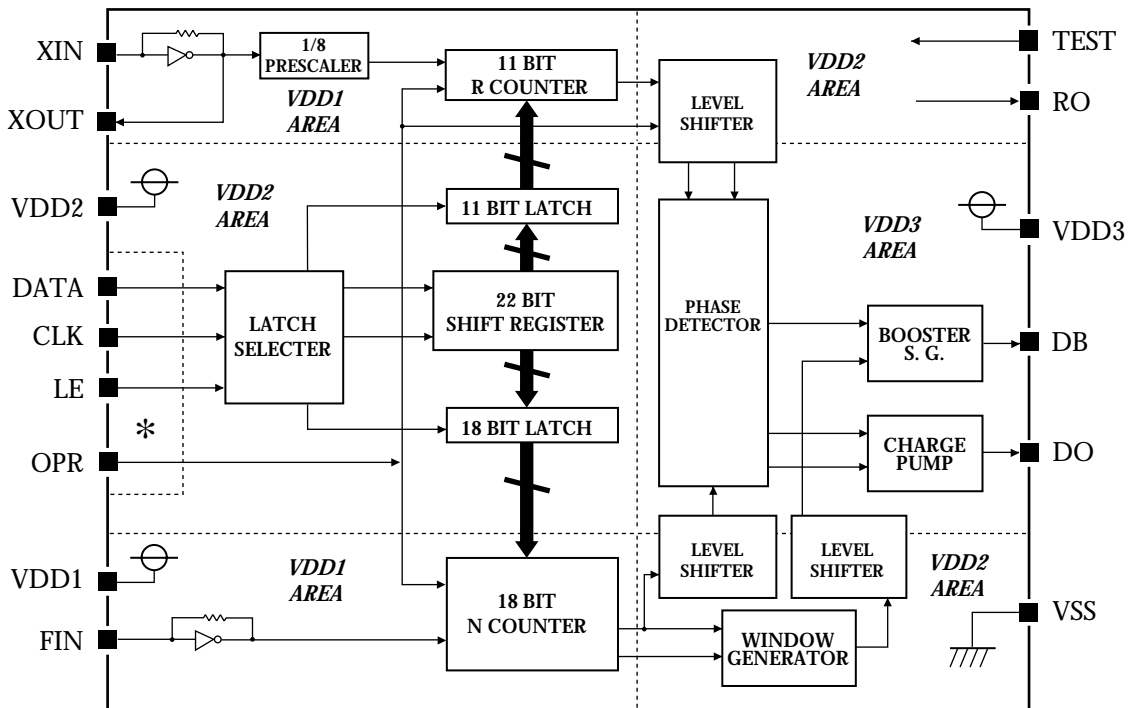 XIN
XOUT
VDD2
DATA
CLK
LE
*
OPR
VDD1
FIN
1/8
PRESCALER
VDD1
AREA
11 BIT
R COUNTER
VDD2
AREA
11 BIT LATCH
LATCH
SELECTER
22 BIT
SHIFT REGISTER
18 BIT LATCH
VDD1
AREA
18 BIT
N COUNTER
LEVEL
SHIFTER
VDD2
AREA
PHASE
DETECTOR
VDD3
AREA
BOOSTER
S. G.
CHARGE
PUMP
LEVEL
SHIFTER
LEVEL
SHIFTER
VDD2
AREA
WINDOW
GENERATOR
TEST
RO
VDD3
DB
DO
VSS